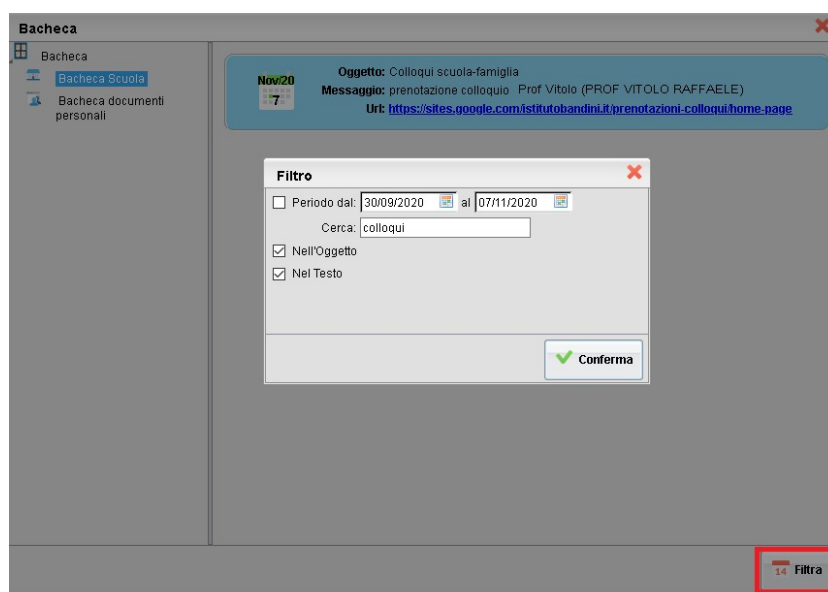 Bacheca
Bacheca
Bacheca Scuola
Bacheca documenti
personali
Nov/20
7
Oggetto: Colloqui scuola-famiglia
Messaggio: prenotazione colloquio Prof Vitolo (PROF VITOLO RAFFAELE)
Url: https://sites.google.com/istitutobandini.it/prenotazioni-colloqui/home-page
Filtro
Periodo dal: 30/09/2020 al 07/11/2020
Cerca: colloqui
Nell'Oggetto
Nel Testo
Conferma
14 Filtra